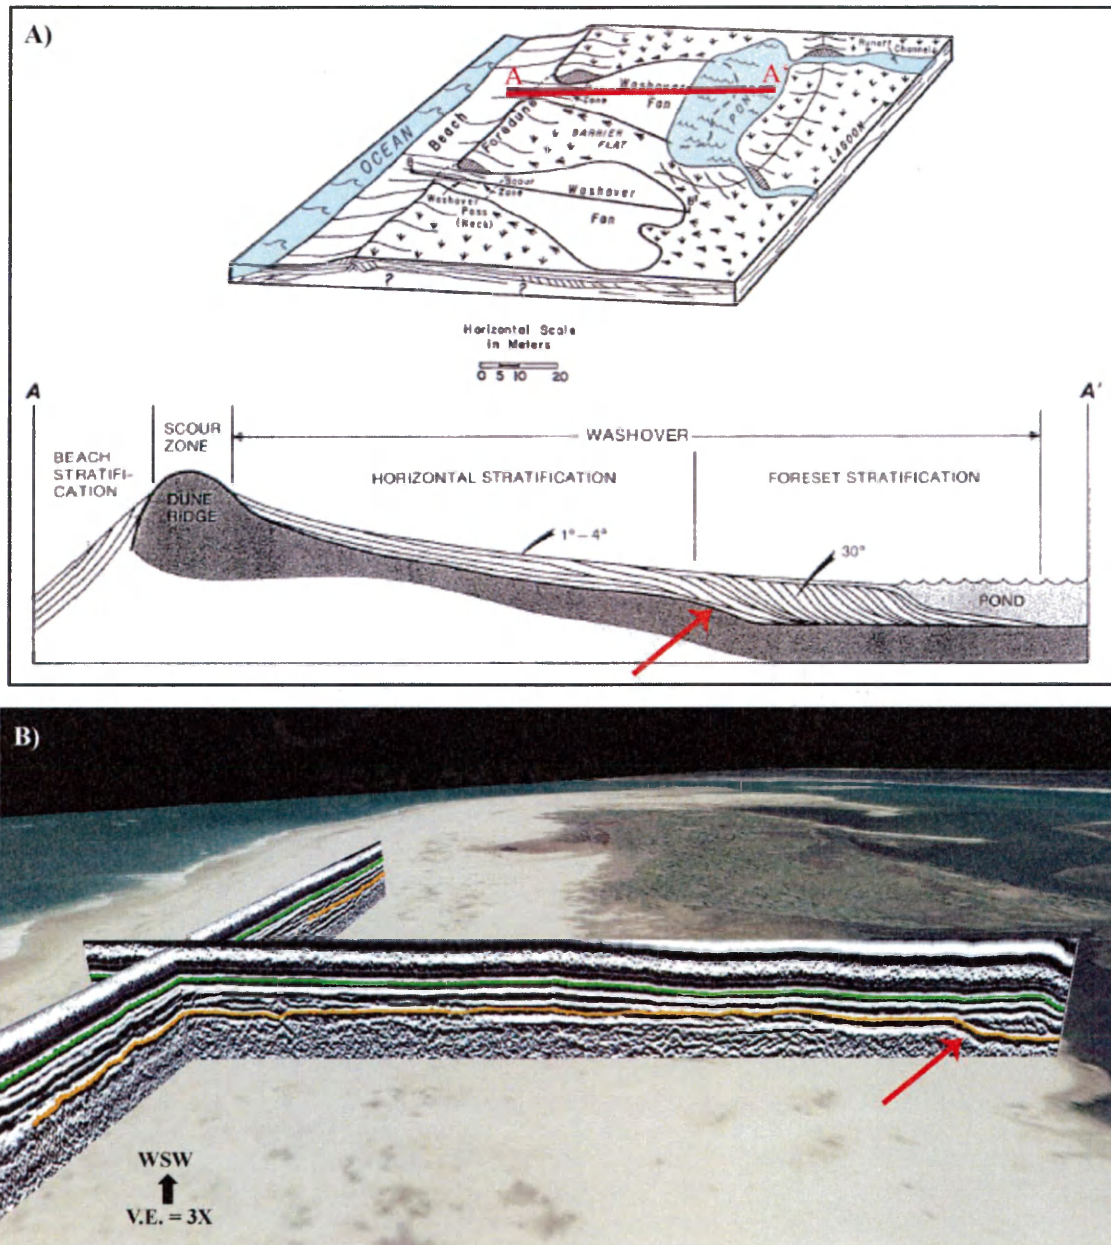 A)
Runoff Channels
A
A'
Washover
Zone
Fan
POND
OCEAN
Beach
Foredune
BARRIER
FLAT
LAGOON
Scour
Zone
Washover
Washover
Pass
(Neck)
Fan
B'
?
?
Horizontal Scale
in Meters
0 5 10 20
A
A'
SCOUR
ZONE
WASHOVER
BEACH
STRATIFI-
CATION
HORIZONTAL STRATIFICATION
FORESET STRATIFICATION
DUNE
RIDGE
1°-4°
30°
POND
B)
WSW
V.E. = 3X